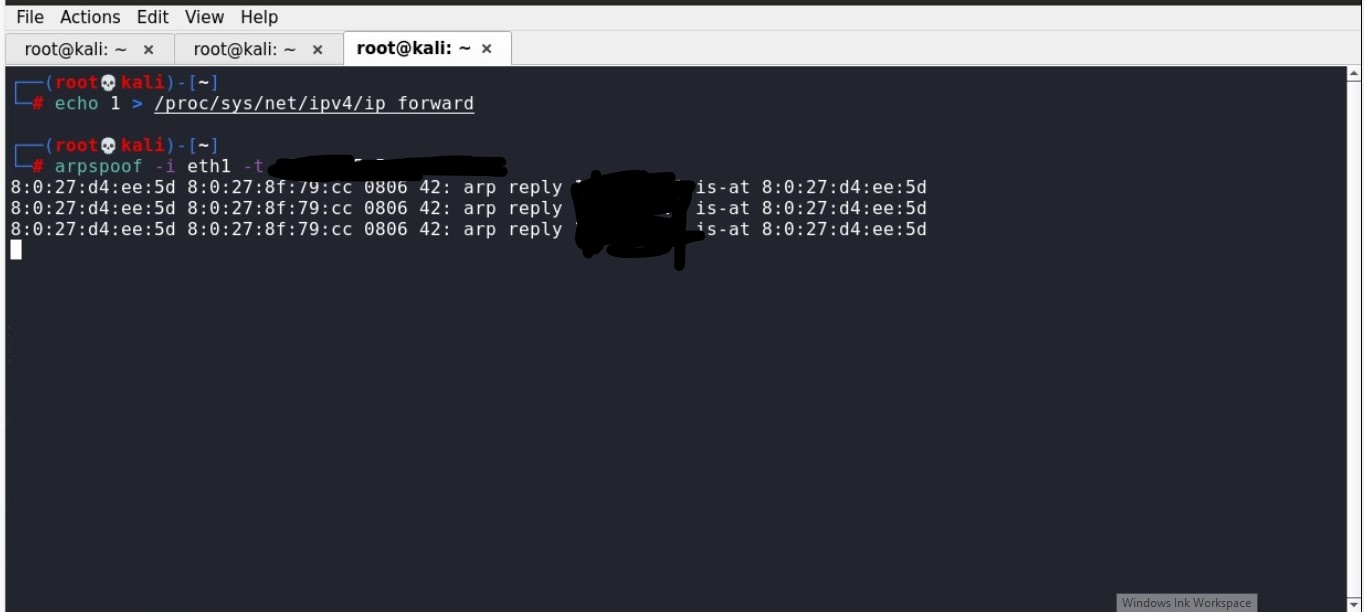 File Actions Edit View Help
root@kali: ~ × root@kali: ~ × root@kali: ~ ×
┌──(root💀kali)-[~]
└─# echo 1 > /proc/sys/net/ipv4/ip_forward
┌──(root💀kali)-[~]
└─# arpspoof -i eth1 -t
8:0:27:d4:ee:5d 8:0:27:8f:79:cc 0806 42: arp reply is-at 8:0:27:d4:ee:5d
8:0:27:d4:ee:5d 8:0:27:8f:79:cc 0806 42: arp reply is-at 8:0:27:d4:ee:5d
8:0:27:d4:ee:5d 8:0:27:8f:79:cc 0806 42: arp reply is-at 8:0:27:d4:ee:5d
Windows Ink Workspace